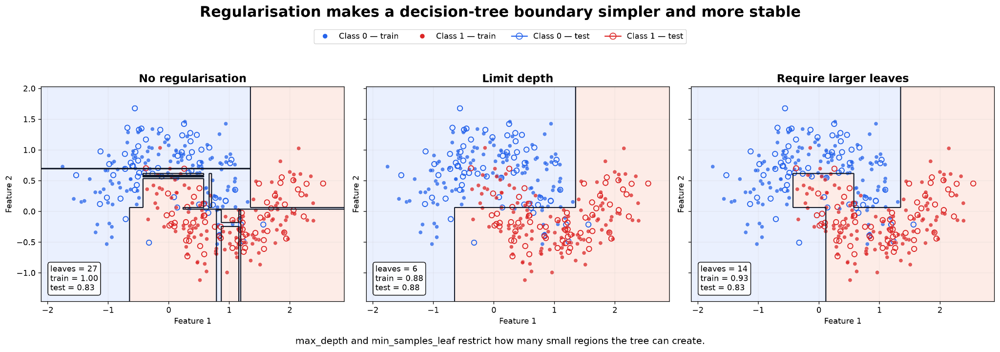 Regularisation makes a decision-tree boundary simpler and more stable
Class 0 — train
Class 1 — train
Class 0 — test
Class 1 — test
No regularisation
Limit depth
Require larger leaves
2.0
1.5
1.0
0.5
0.0
−0.5
−1.0
Feature 2
leaves = 27
train = 1.00
test = 0.83
−2
−1
0
1
2
Feature 1
Feature 2
leaves = 6
train = 0.88
test = 0.88
−2
−1
0
1
2
Feature 1
Feature 2
leaves = 14
train = 0.93
test = 0.83
−2
−1
0
1
2
Feature 1
max_depth and min_samples_leaf restrict how many small regions the tree can create.